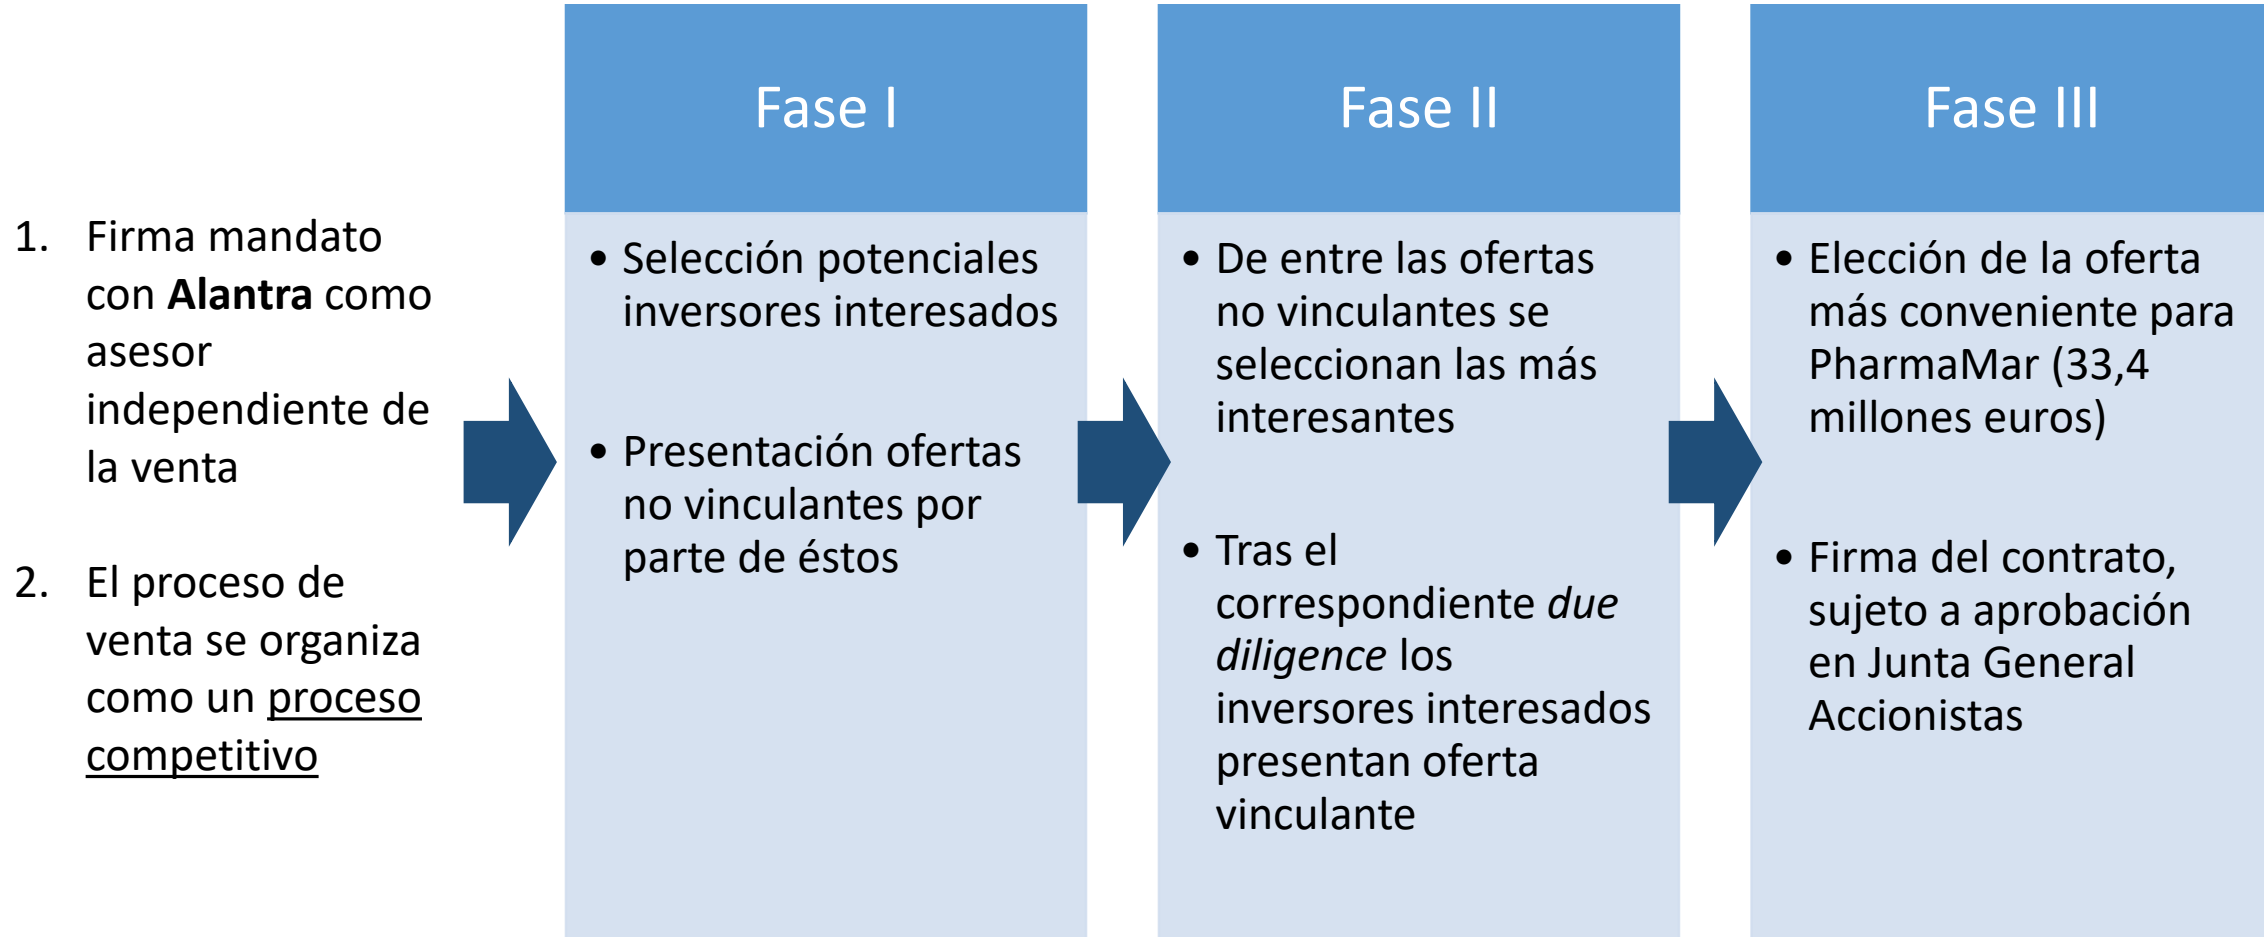 1. Firma mandato
con Alantra como
asesor
independiente de
la venta
2. El proceso de
venta se organiza
como un proceso
competitivo
Fase I
• Selección potenciales
inversores interesados
• Presentación ofertas
no vinculantes por
parte de éstos
Fase II
• De entre las ofertas
no vinculantes se
seleccionan las más
interesantes
• Tras el
correspondiente due
diligence los
inversores interesados
presentan oferta
vinculante
Fase III
• Elección de la oferta
más conveniente para
PharmaMar (33,4
millones euros)
• Firma del contrato,
sujeto a aprobación
en Junta General
Accionistas